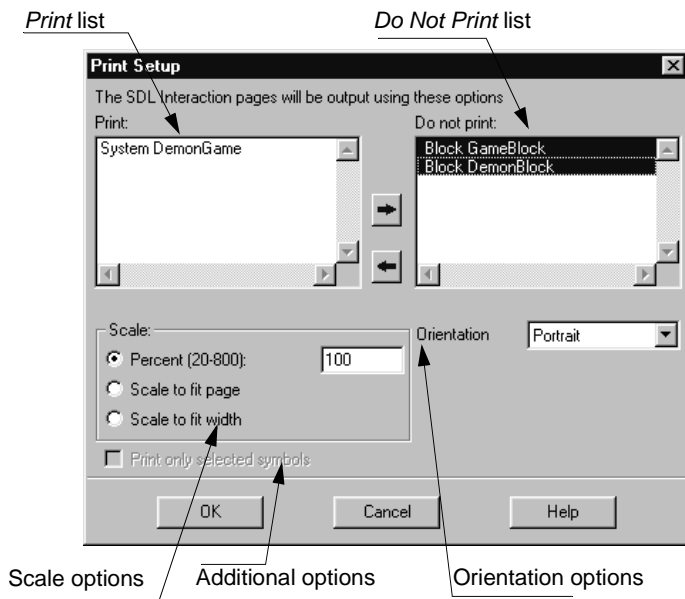 Print list
Do Not Print list
Print Setup
The SDL Interaction pages will be output using these options
Print:
Do not print:
System DemonGame
Block GameBlock
Block DemonBlock
Scale:
Percent (20-800):
100
Orientation
Portrait
Scale to fit page
Scale to fit width
Print only selected symbols
OK
Cancel
Help
Scale options
Additional options
Orientation options